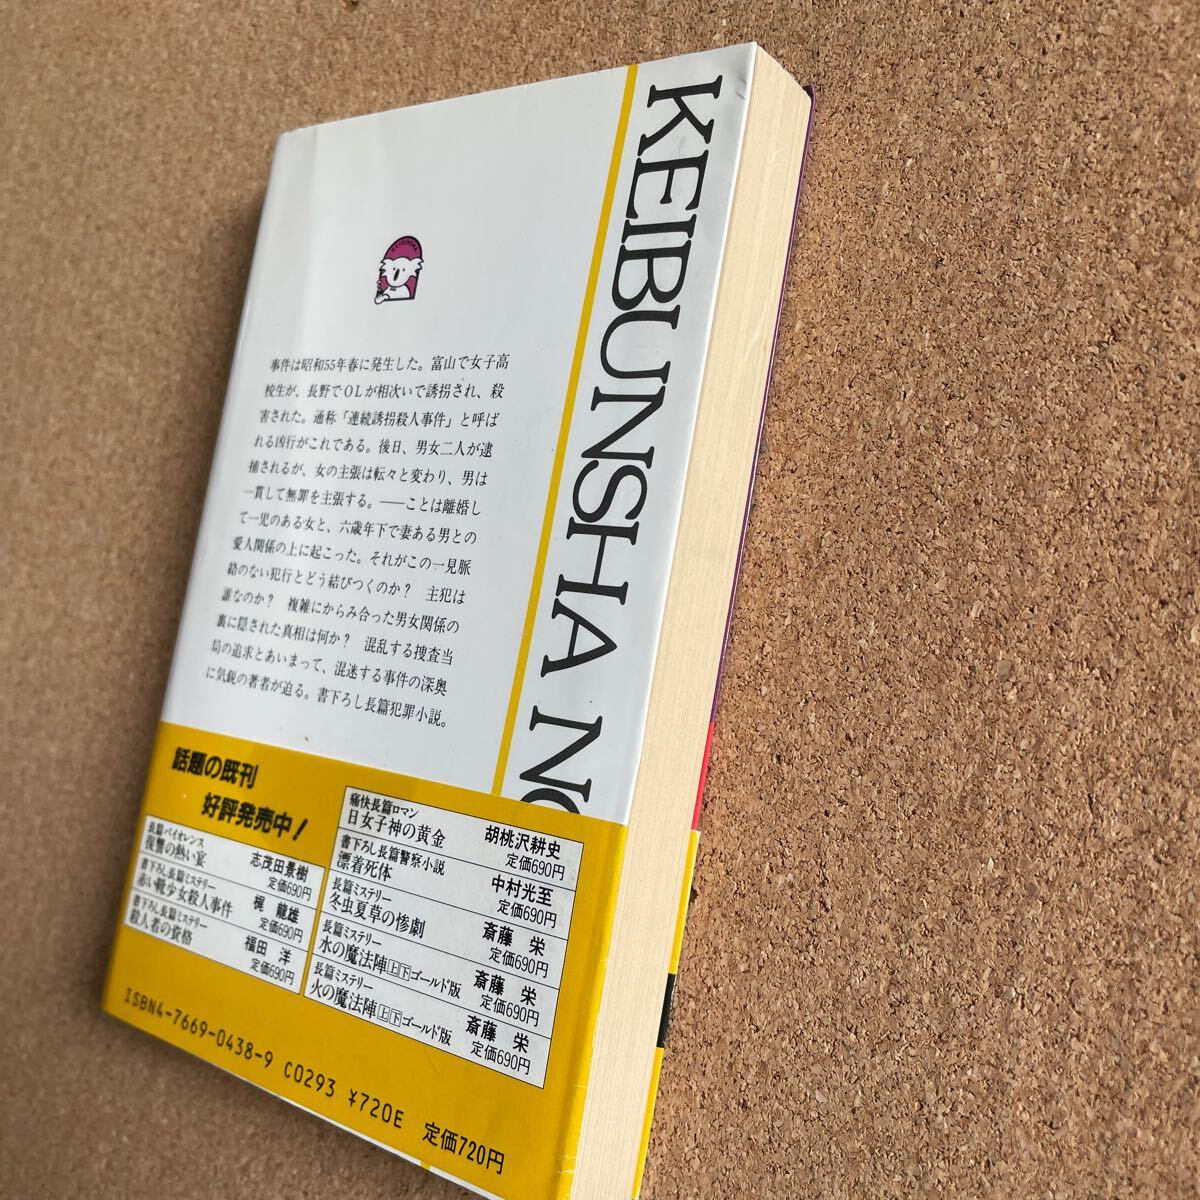 KEIBUNSHA NO
KEIBUNSHA
事件は昭和55年春に発生した。富山で女子高
校生が、長野でOLが相次いで誘拐され、殺
害された。通称「連続誘拐殺人事件」と呼ば
れる凶行がこれである。後日、男女二人が逮
捕されるが、女の主張は転々と変わり、男は
一貫して無罪を主張する。――ことは離婚し
て一児のある女と、六歳年下で妻ある男との
愛人関係の上に起こった。それがこの一見脈
絡のない犯行とどう結びつくのか？　主犯は
誰なのか？　複雑にからみ合った男女関係の
裏に隠された真相は何か？　混乱する捜査当
局の追求とあいまって、混迷する事件の深奥
に気鋭の著者が迫る。書下ろし長篇犯罪小説。
話題の既刊
好評発売中！
長篇バイオレンス
復讐の熱い宴　志茂田景樹
定価690円
書下ろし長篇ミステリー
赤い靴少女殺人事件　梶　龍雄
定価690円
書下ろし長篇ミステリー
殺人者の資格　福田　洋
定価690円
痛快長篇ロマン
日女子神の黄金　胡桃沢耕史
定価690円
書下ろし長篇警察小説
漂着死体　中村光至
定価690円
長篇ミステリー
冬虫夏草の惨劇　斎藤　栄
定価690円
長篇ミステリー
水の魔法陣上下ゴールド版　斎藤　栄
定価690円
長篇ミステリー
火の魔法陣上下ゴールド版　斎藤　栄
定価690円
ISBN4-7669-0438-9 C0293 ¥720E 定価720円